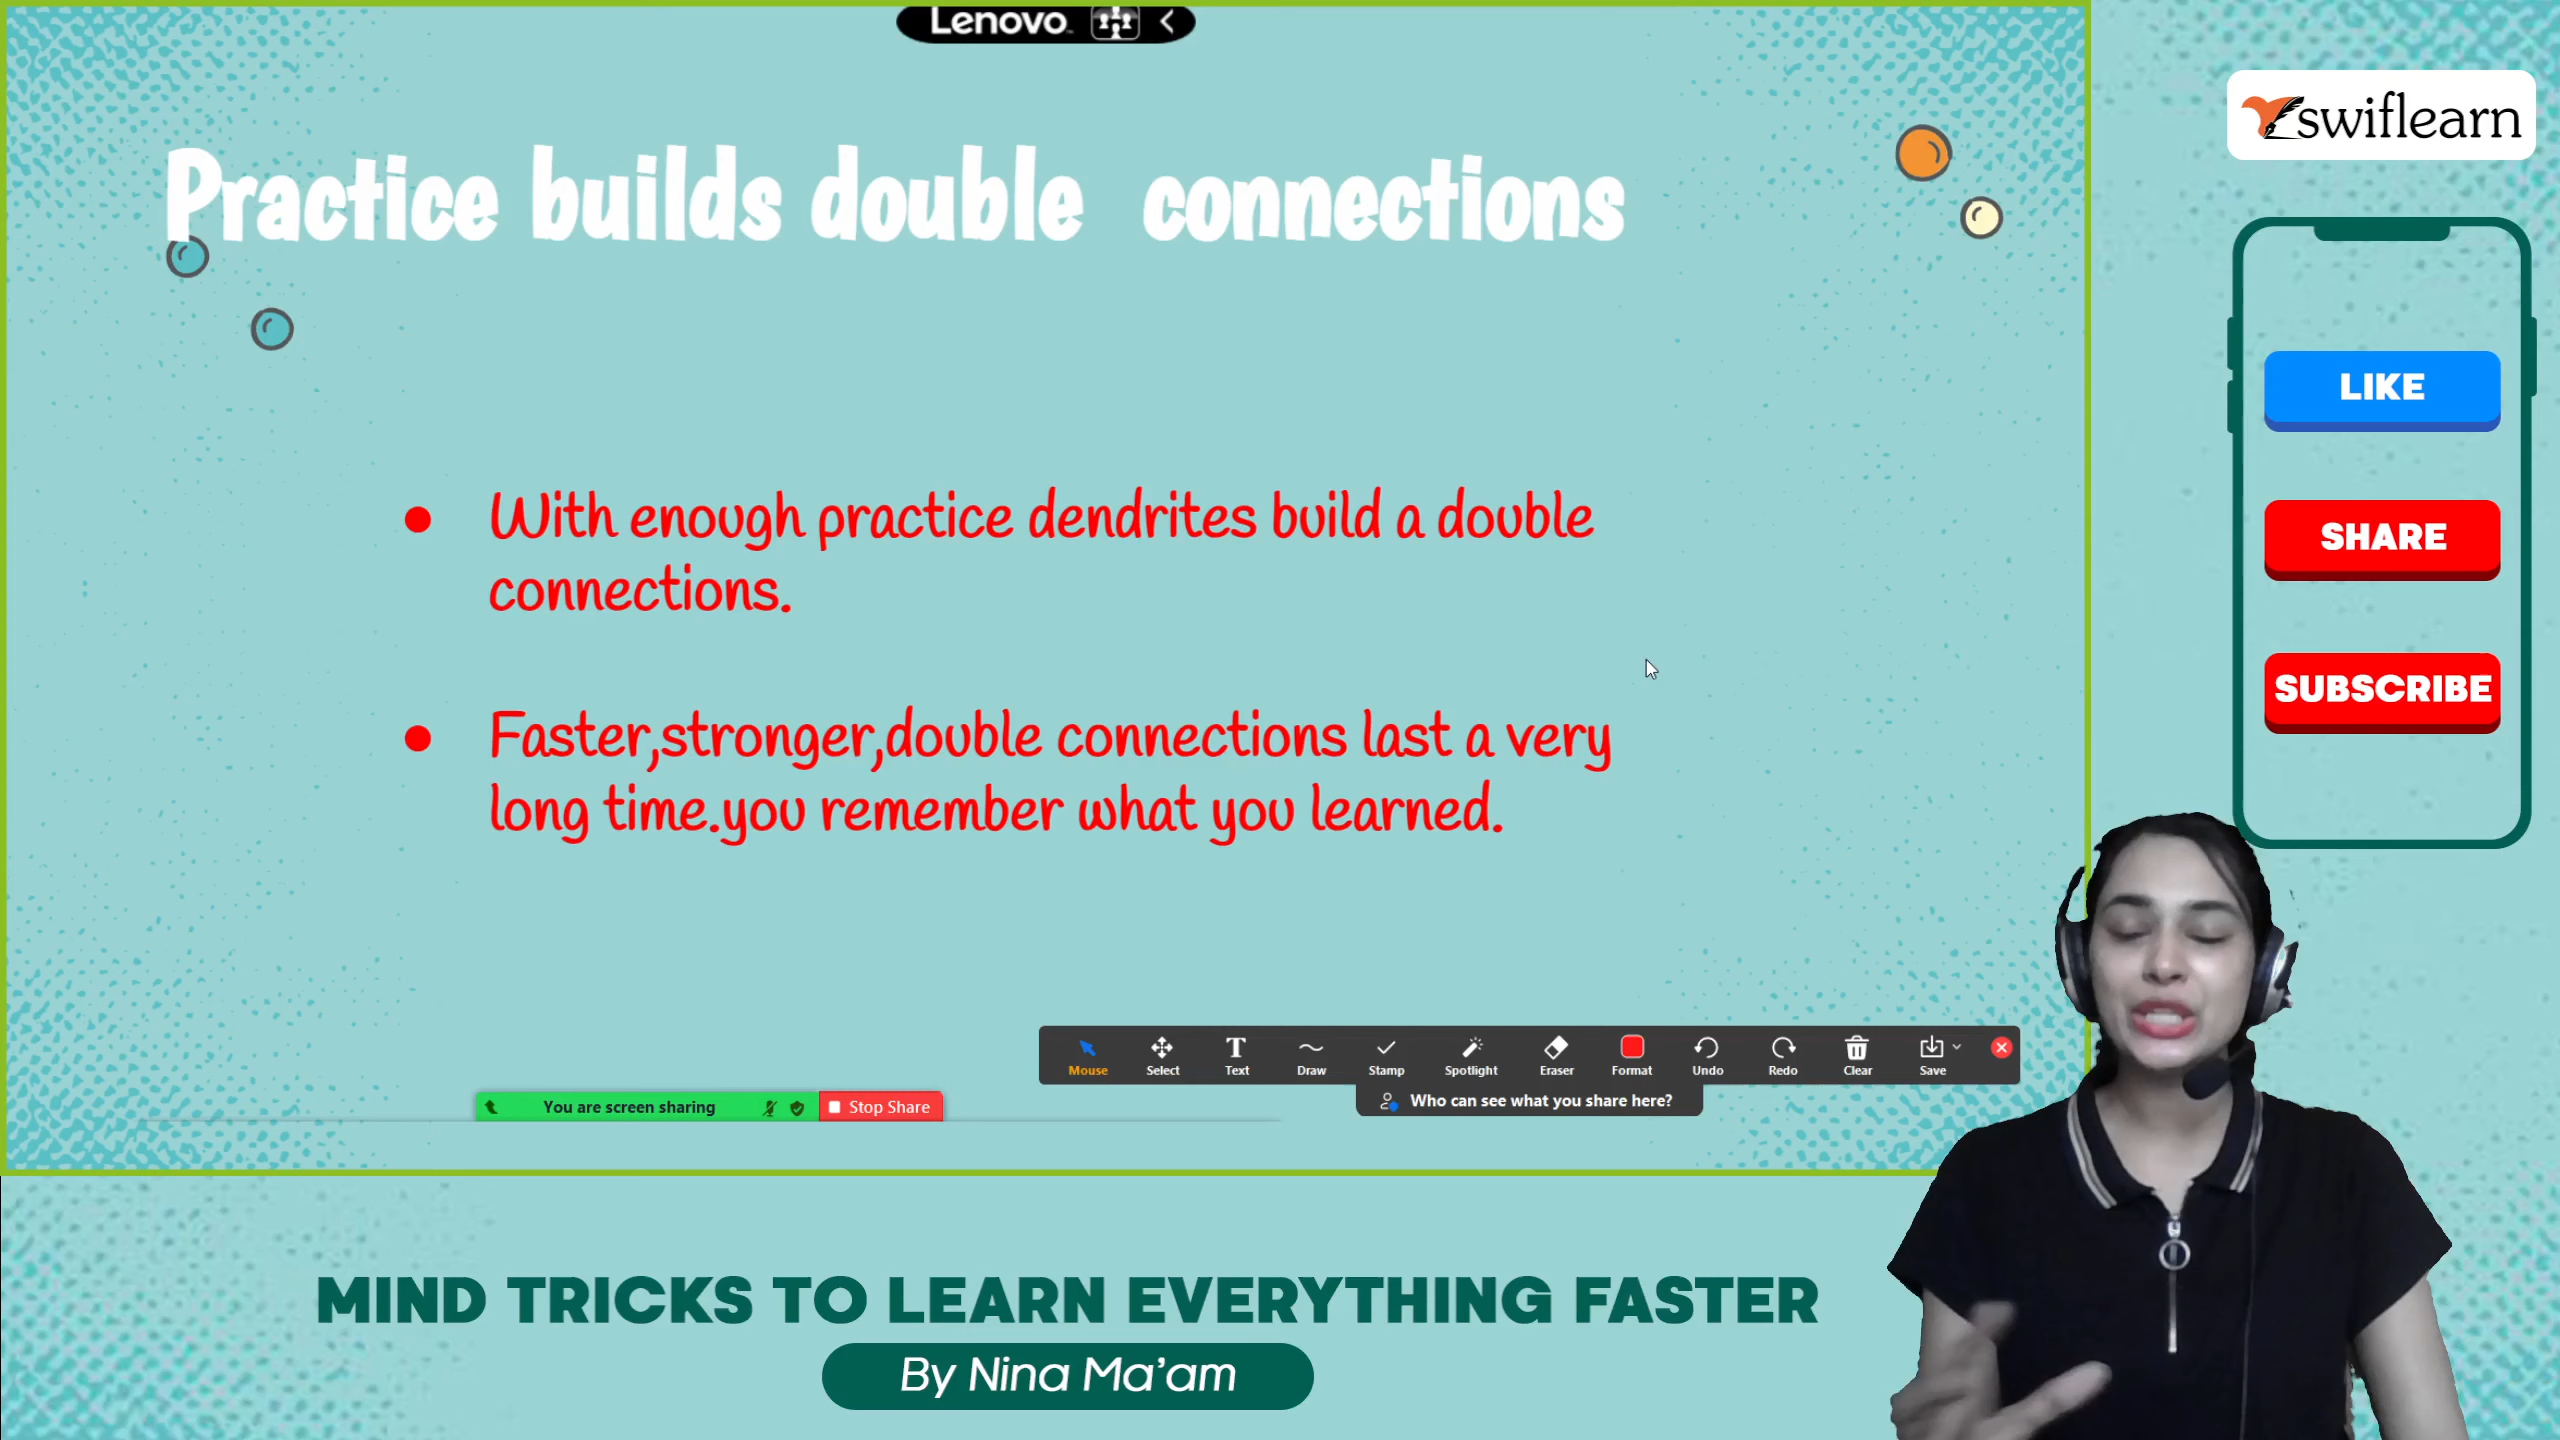 Lenovo
swiflearn
Practice builds double connections
LIKE
With enough practice dendrites build a double
connections.
SHARE
SUBSCRIBE
Faster,stronger,double connections last a very
long time.you remember what you learned.
Mouse Select Text Draw Stamp Spotlight Eraser Format Undo Redo Clear Save
You are screen sharing Stop Share
Who can see what you share here?
MIND TRICKS TO LEARN EVERYTHING FASTER
By Nina Ma'am